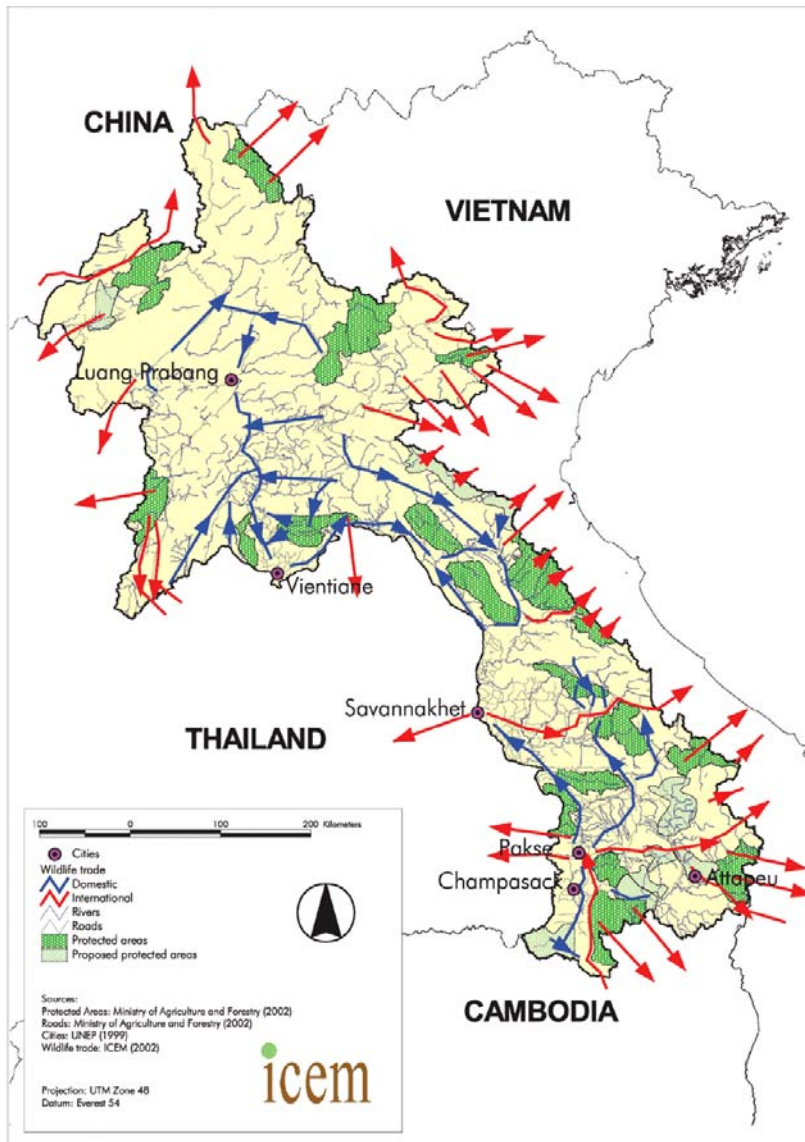 CHINA
VIETNAM
Luang Prabang
Vientiane
Savannakhet
THAILAND
Pakse
Champasack
Attapeu
CAMBODIA
100 0 100 200 Kilometers
Cities
Wildlife trade
Domestic
International
Rivers
Roads
Protected areas
Proposed protected areas
Sources:
Protected Areas: Ministry of Agriculture and Forestry (2002)
Roads: Ministry of Agriculture and Forestry (2002)
Cities: UNEP (1999)
Wildlife trade: ICEM (2002)
icem
Projection: UTM Zone 48
Datum: Everest 54